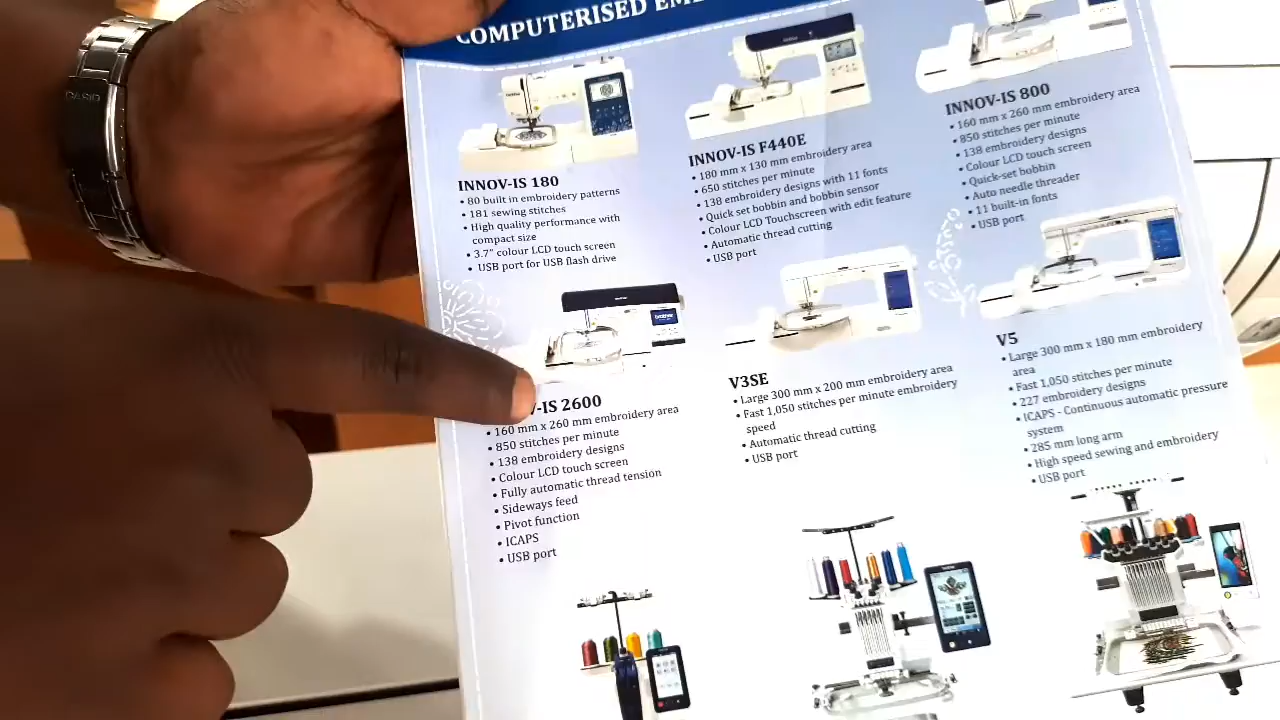 COMPUTERISED
CASIO
INNOV-IS 180
• 80 built in embroidery patterns
• 181 sewing stitches
• High quality performance with
compact size
• 3.7" colour LCD touch screen
• USB port for USB flash drive
INNOV-IS F440E
• 180 mm x 130 mm embroidery area
• 650 stitches per minute
• 138 embroidery designs with 11 fonts
• Quick set bobbin and bobbin sensor
• Colour LCD Touchscreen with edit feature
• Automatic thread cutting
• USB port
INNOV-IS 800
• 160 mm x 260 mm embroidery area
• 850 stitches per minute
• 138 embroidery designs
• Colour LCD touch screen
• Quick-set bobbin
• Auto needle threader
• 11 built-in fonts
• USB port
brother
V-IS 2600
• 160 mm x 260 mm embroidery area
• 850 stitches per minute
• 138 embroidery designs
• Colour LCD touch screen
• Fully automatic thread tension
• Sideways feed
• Pivot function
• ICAPS
• USB port
V3SE
• Large 300 mm x 200 mm embroidery area
• Fast 1,050 stitches per minute embroidery
speed
• Automatic thread cutting
• USB port
V5
• Large 300 mm x 180 mm embroidery
area
• Fast 1,050 stitches per minute
• 227 embroidery designs
• ICAPS - Continuous automatic pressure
system
• 285 mm long arm
• High speed sewing and embroidery
• USB port